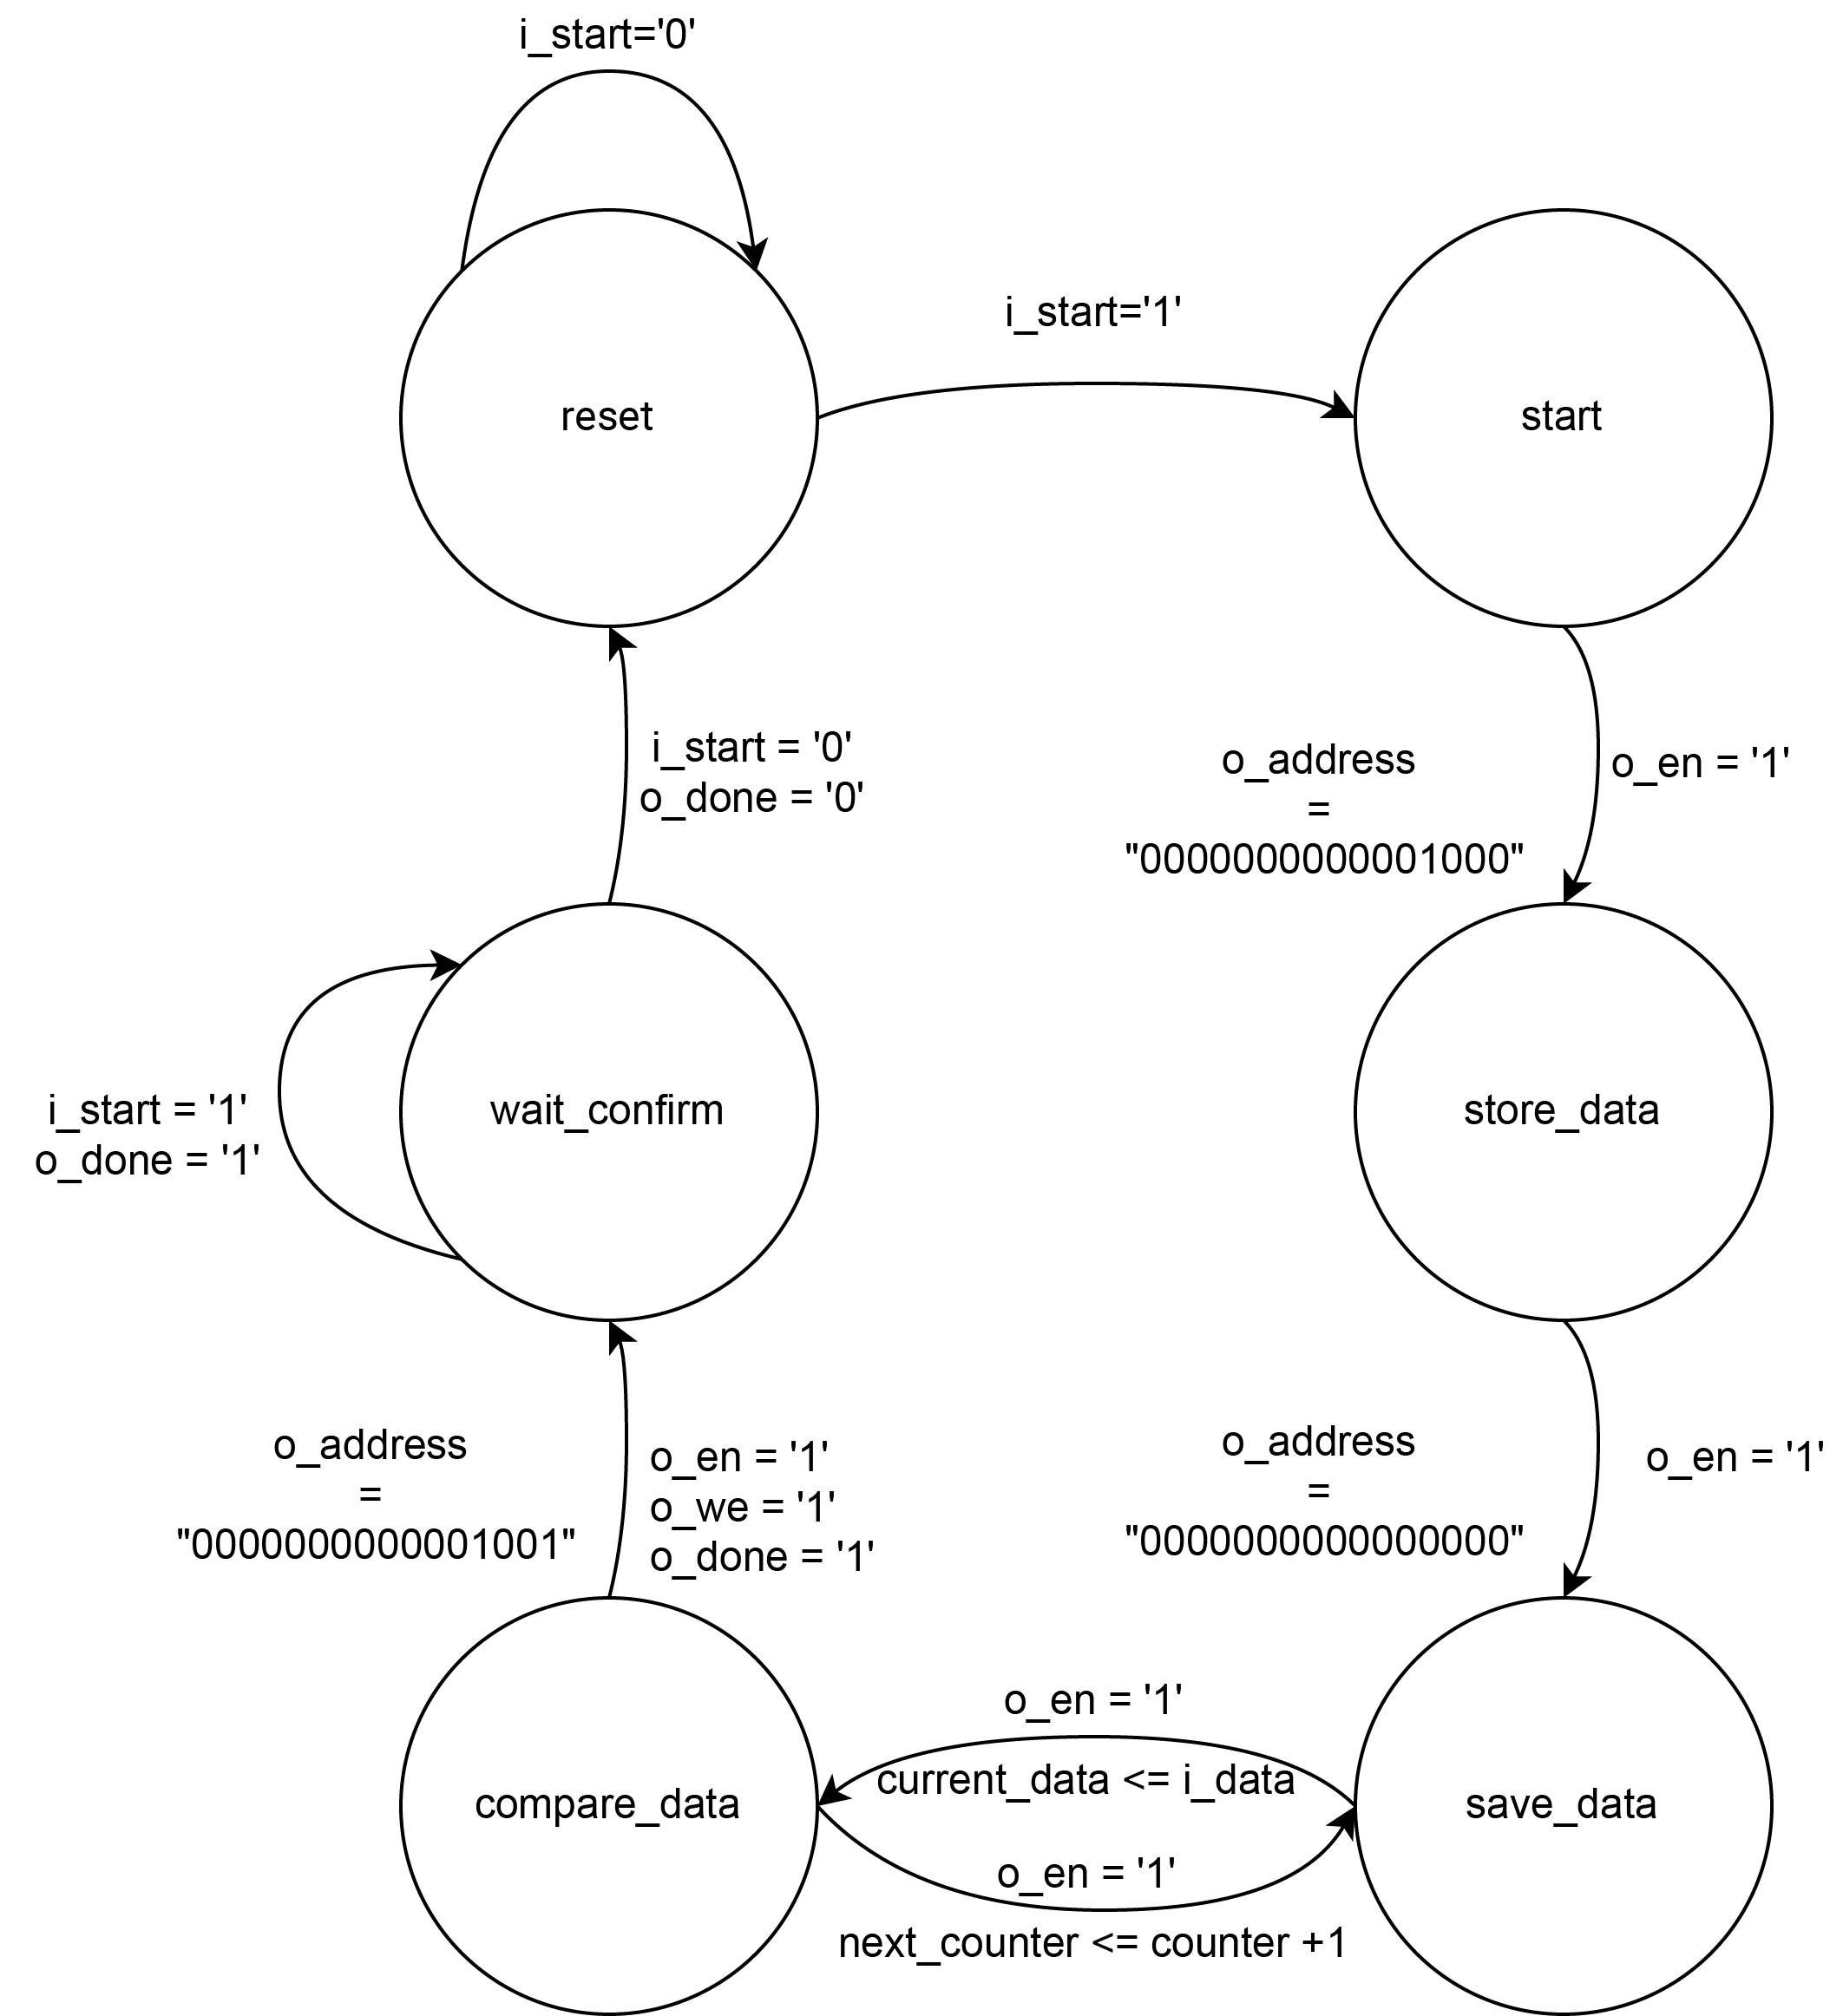 i_start='0'
i_start='1'
reset
start
i_start = '0'
o_done = '0'
o_address
=
"0000000000001000"
o_en = '1'
wait_confirm
store_data
i_start = '1'
o_done = '1'
o_address
=
"0000000000001001"
o_en = '1'
o_we = '1'
o_done = '1'
o_address
=
"0000000000000000"
o_en = '1'
o_en = '1'
current_data <= i_data
compare_data
save_data
o_en = '1'
next_counter <= counter +1